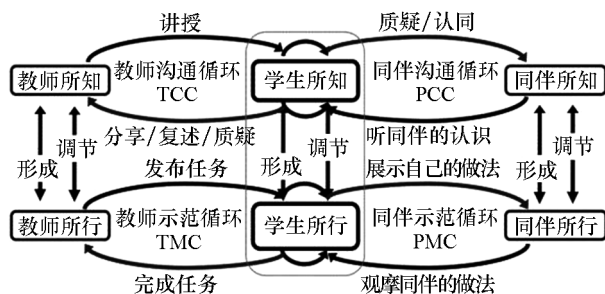 讲授 质疑/认同
教师所知 教师沟通循环 学生所知 同伴沟通循环 同伴所知
TCC PCC
分享/复述/质疑 听同伴的认识
形成 调节 发布任务 形成 调节 展示自己的做法 形成 调节
教师所行 教师示范循环 学生所行 同伴示范循环 同伴所行
TMC PMC
完成任务 观摩同伴的做法